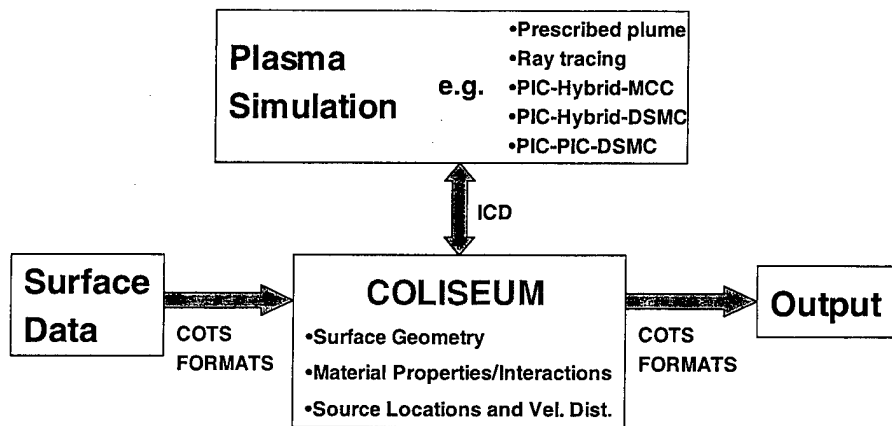 Plasma
Simulation
e.g.
•Prescribed plume
•Ray tracing
•PIC-Hybrid-MCC
•PIC-Hybrid-DSMC
•PIC-PIC-DSMC
ICD
Surface
Data
COTS
FORMATS
COLISEUM
•Surface Geometry
•Material Properties/Interactions
•Source Locations and Vel. Dist.
COTS
FORMATS
Output